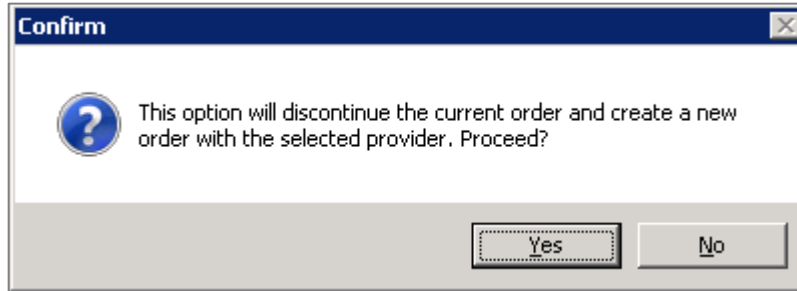 Confirm
This option will discontinue the current order and create a new
order with the selected provider. Proceed?
Yes
No